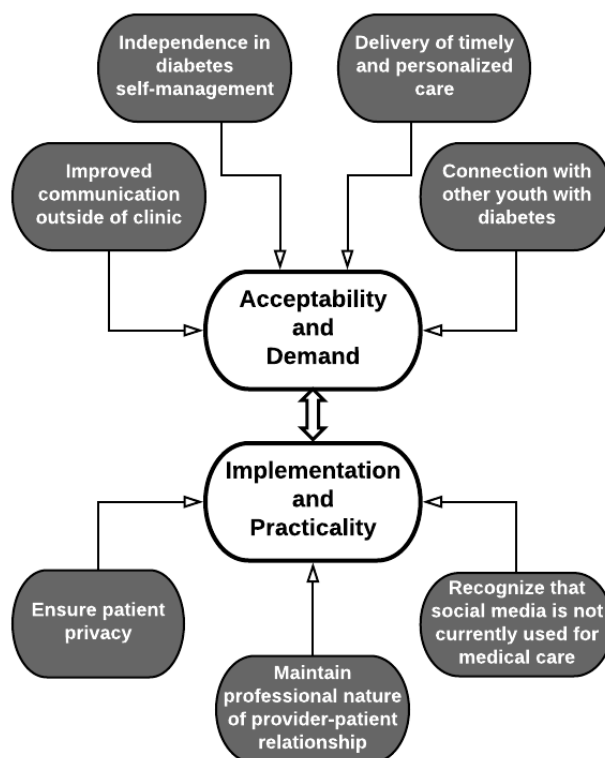 Independence in
diabetes
self-management
Delivery of timely
and personalized
care
Improved
communication
outside of clinic
Connection with
other youth with
diabetes
Acceptability
and
Demand
Implementation
and
Practicality
Ensure patient
privacy
Maintain
professional nature
of provider-patient
relationship
Recognize that
social media is not
currently used for
medical care